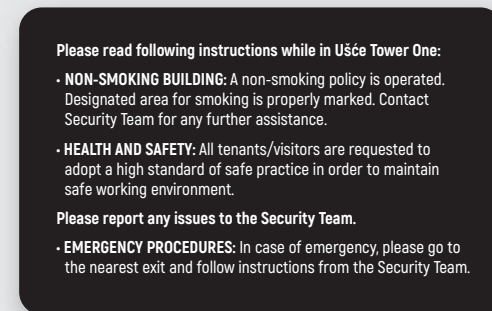 Please read following instructions while in Ušće Tower One:
• NON-SMOKING BUILDING: A non-smoking policy is operated.
Designated area for smoking is properly marked. Contact
Security Team for any further assistance.
• HEALTH AND SAFETY: All tenants/visitors are requested to
adopt a high standard of safe practice in order to maintain
safe working environment.
Please report any issues to the Security Team.
• EMERGENCY PROCEDURES: In case of emergency, please go to
the nearest exit and follow instructions from the Security Team.